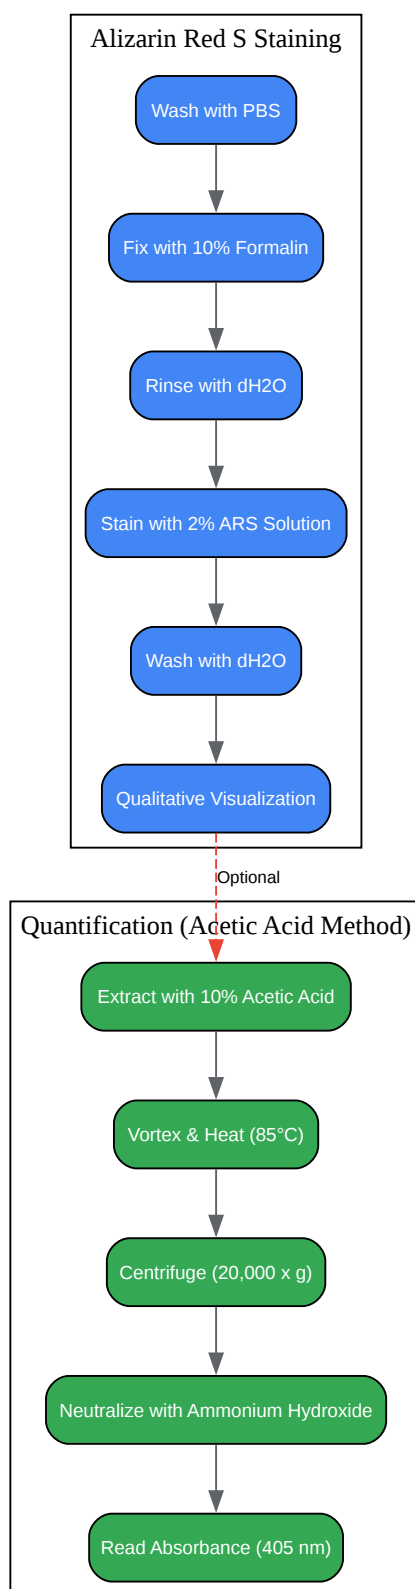 Alizarin Red S Staining
Wash with PBS
Fix with 10% Formalin
Rinse with dH2O
Stain with 2% ARS Solution
Wash with dH2O
Qualitative Visualization
Optional
Quantification (Acetic Acid Method)
Extract with 10% Acetic Acid
Vortex & Heat (85°C)
Centrifuge (20,000 x g)
Neutralize with Ammonium Hydroxide
Read Absorbance (405 nm)